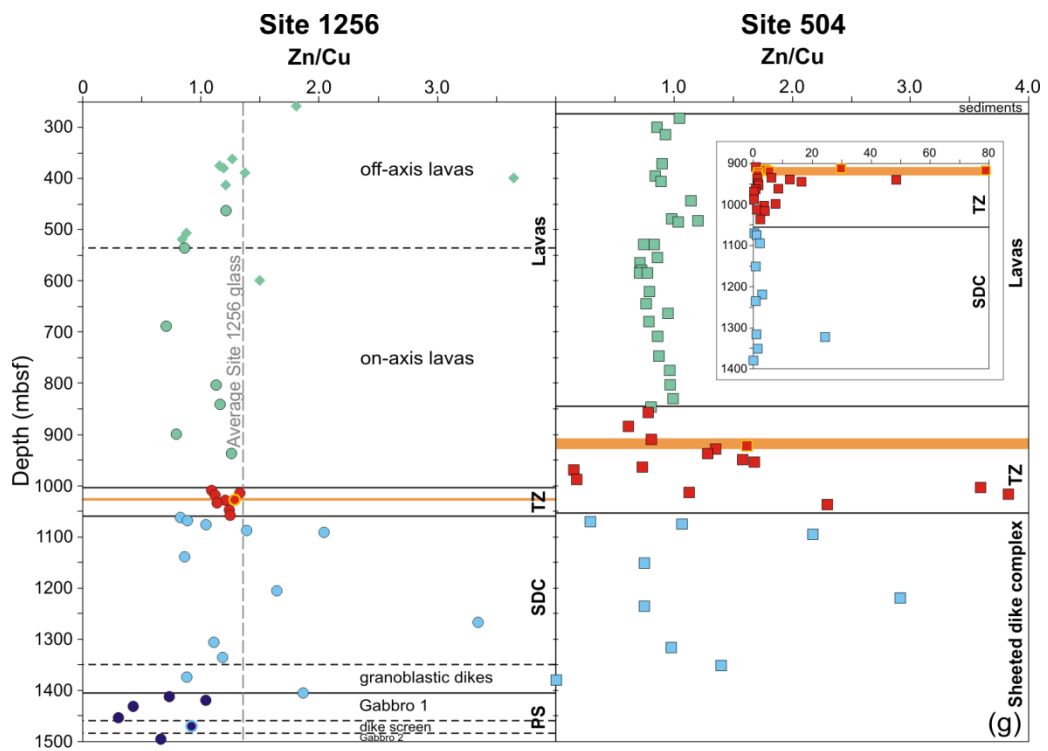 Site 1256
Site 504
Zn/Cu
Zn/Cu
0 1.0 2.0 3.0
1.0 2.0 3.0 4.0
sediments
300
400
500
600
700
800
900
1000
1100
1200
1300
1400
1500
Depth (mbsf)
off-axis lavas
on-axis lavas
Average Site 1256 glass
Lavas
TZ
SDC
granoblastic dikes
Gabbro 1
dike screen
Gabbro 2
PS
0 20 40 60 80
900
1000
1100
1200
1300
1400
TZ
SDC
Lavas
TZ
Sheeted dike complex
(g)